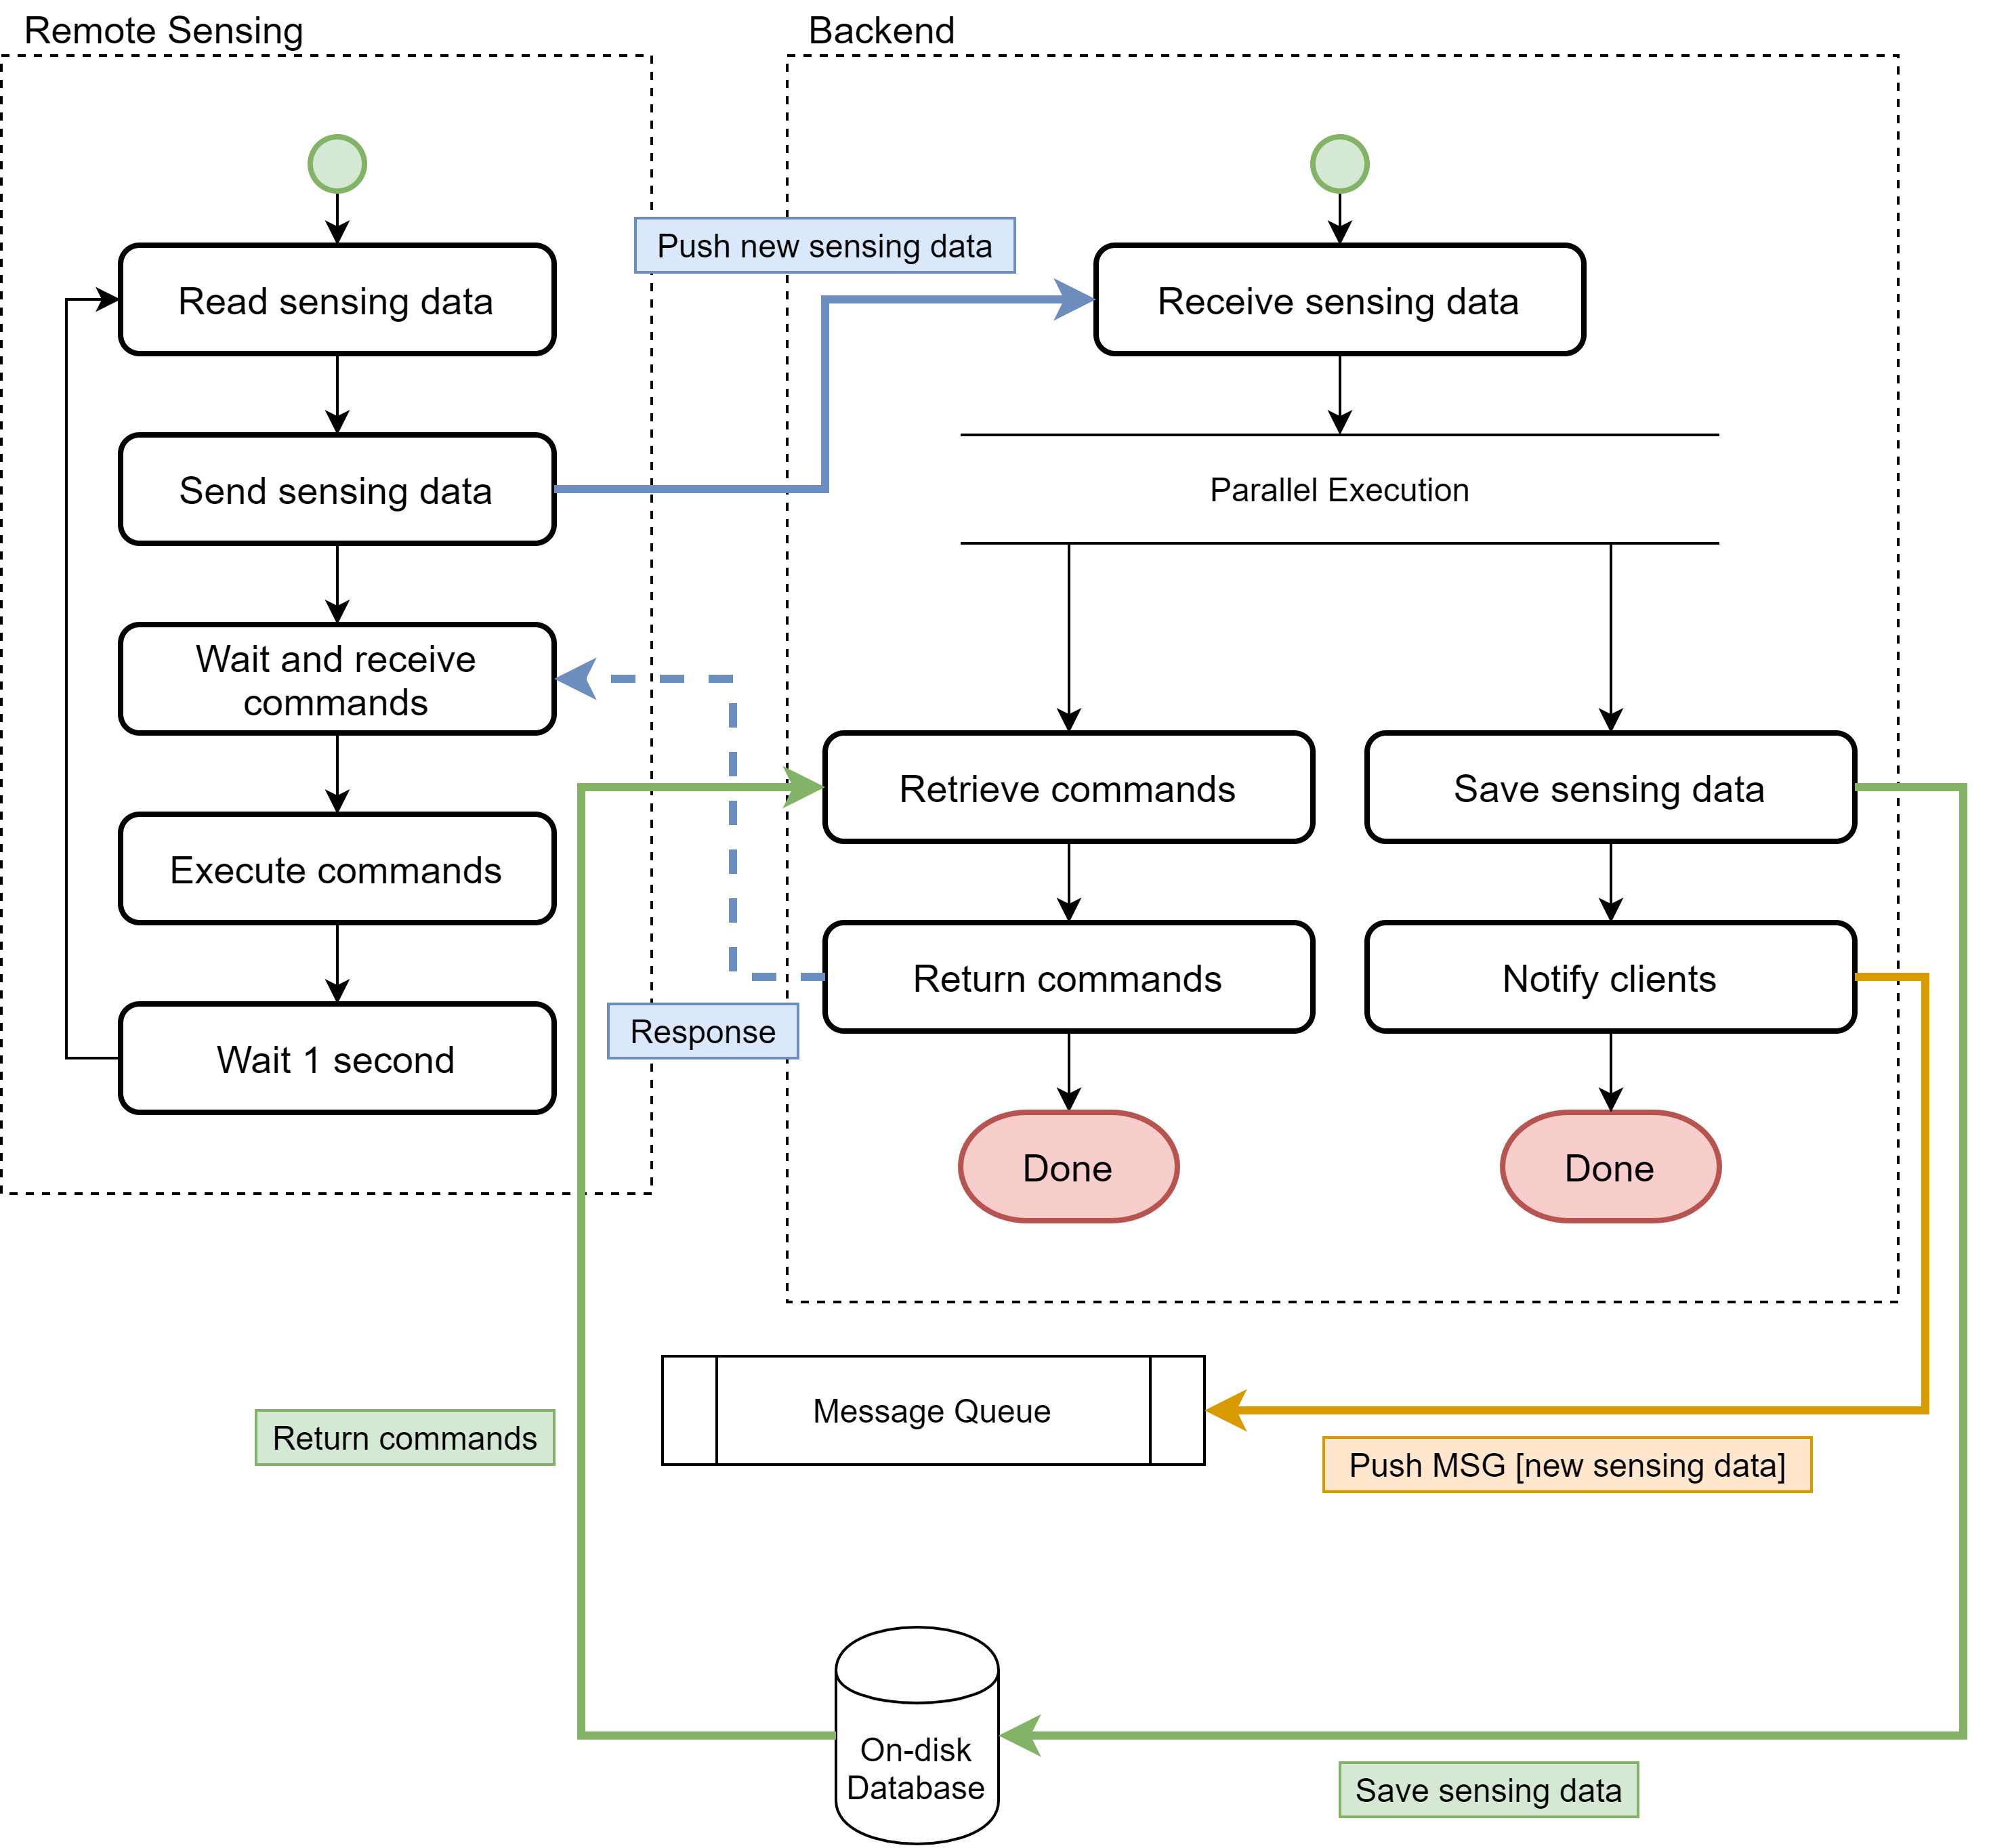 Remote Sensing
Backend
Push new sensing data
Read sensing data
Receive sensing data
Send sensing data
Parallel Execution
Wait and receive
commands
Retrieve commands
Save sensing data
Execute commands
Return commands
Notify clients
Response
Wait 1 second
Done
Done
Message Queue
Return commands
Push MSG [new sensing data]
On-disk
Database
Save sensing data